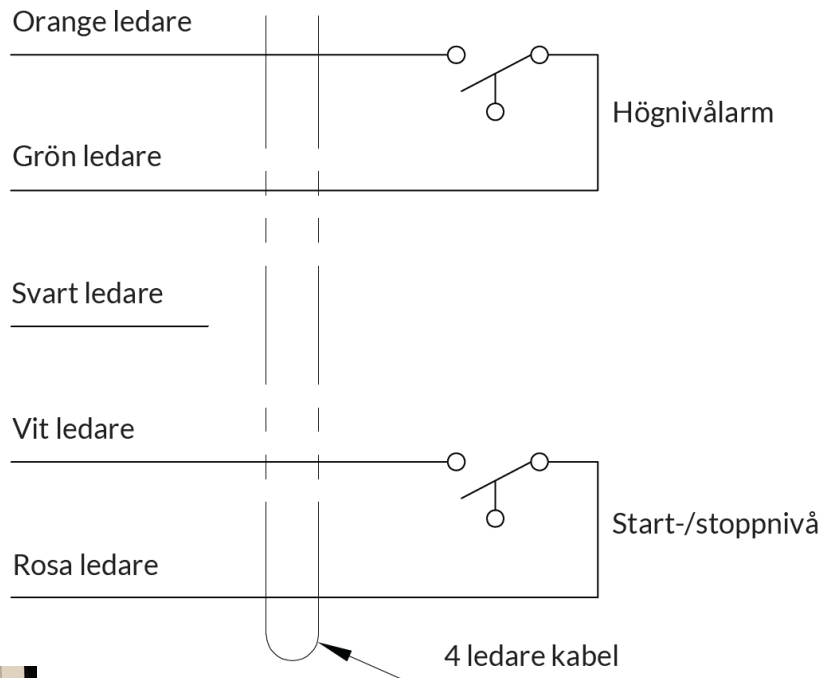 Orange ledare
Högnivålarm
Grön ledare
Svart ledare
Vit ledare
Start-/stoppnivå
Rosa ledare
4 ledare kabel